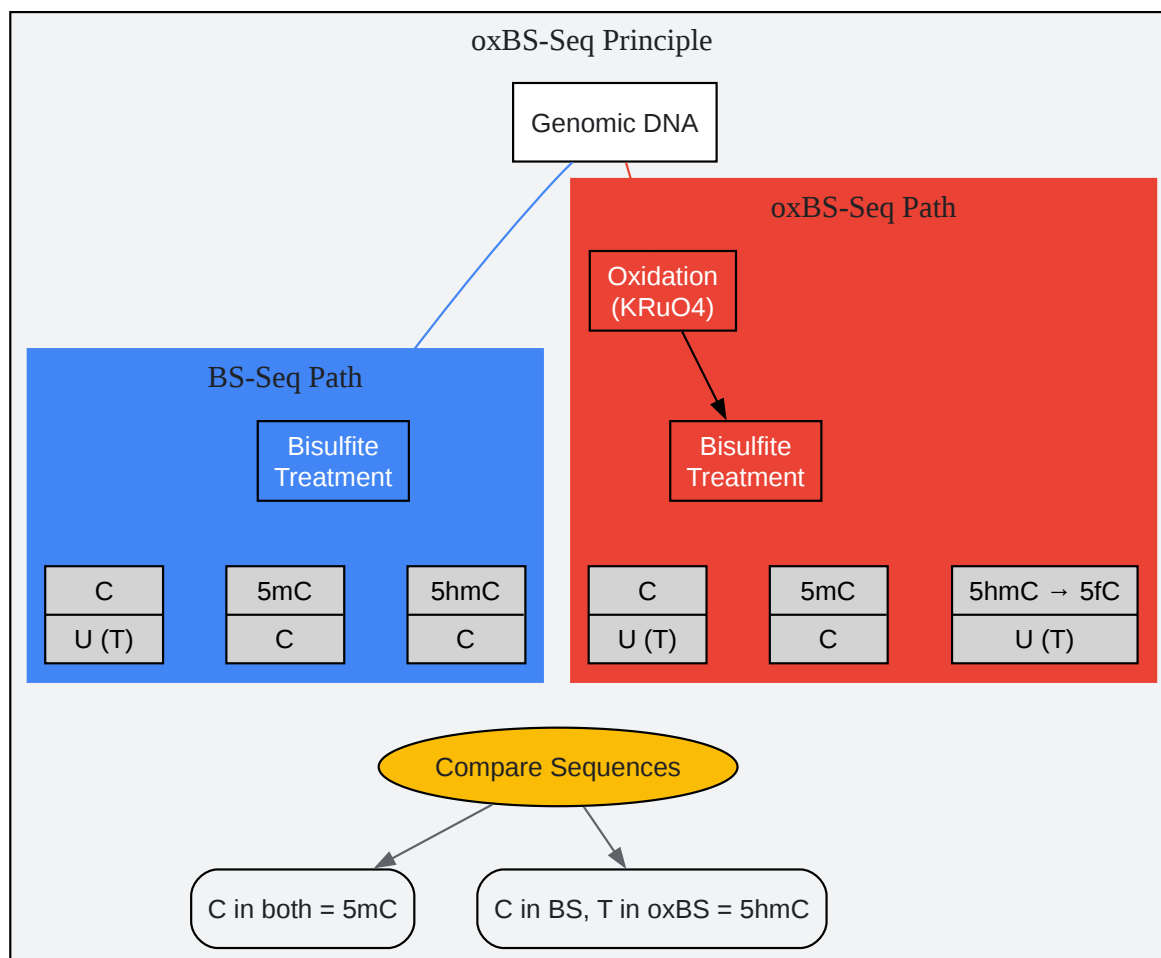 oxBS-Seq Principle
Genomic DNA
oxBS-Seq Path
Oxidation
(KRuO4)
BS-Seq Path
Bisulfite
Treatment
Bisulfite
Treatment
C
U (T)
5mC
C
5hmC
C
C
U (T)
5mC
C
5hmC → 5fC
U (T)
Compare Sequences
C in both = 5mC
C in BS, T in oxBS = 5hmC